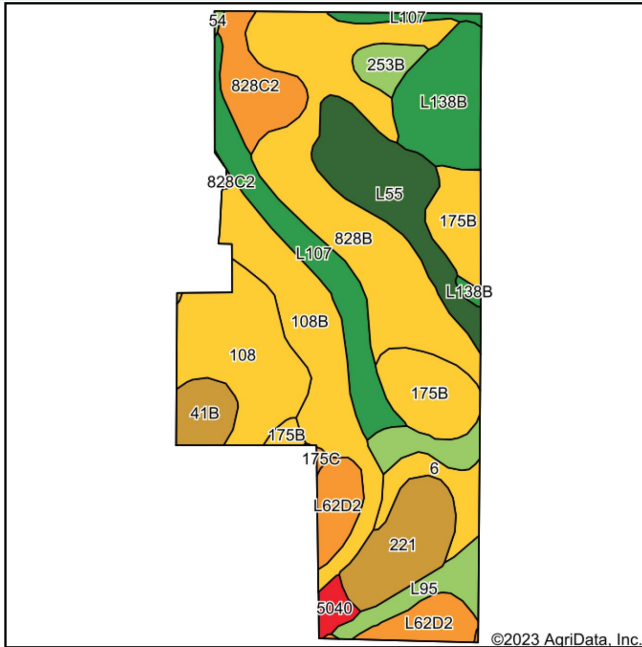 54
L107
253B
828C2
L138B
828C2
L55
175B
828B
L107
L138B
108B
108
175B
41B
175B
175C
6
L62D2
221
L95
5040
L62D2
©2023 AgriData, Inc.